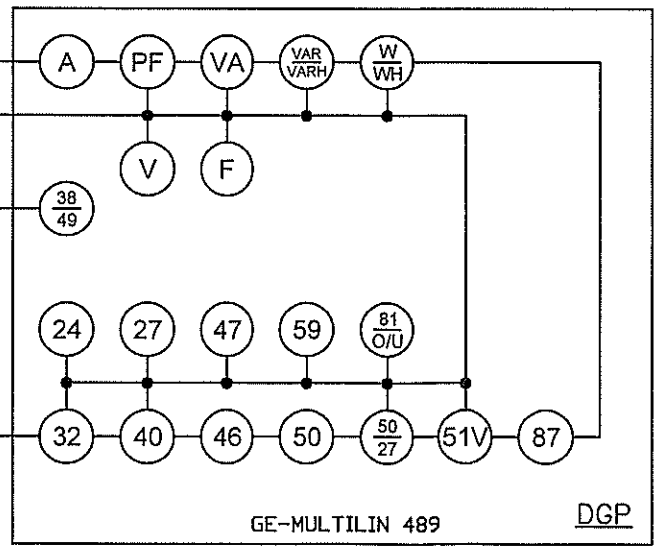 A PF VA VAR/VARH W/WH
V F
38/49
24 27 47 59 81 O/U
32 40 46 50 50/27 51V 87
GE-MULTILIN 489 DGP